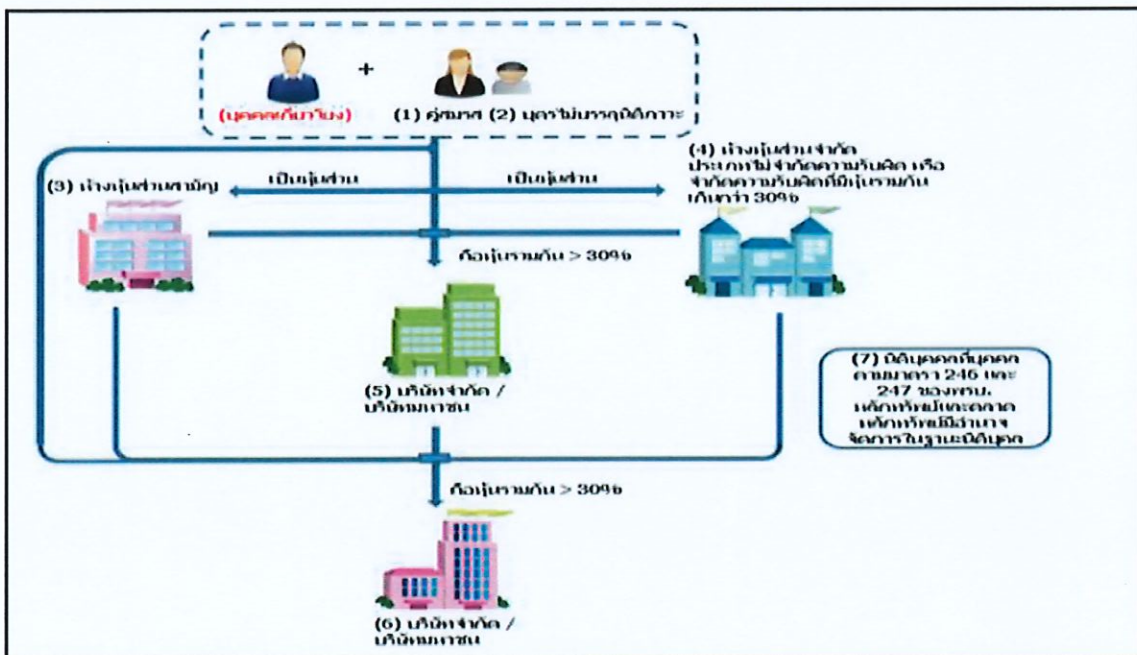 +
(บุคคลเกี่ยวโยง)
(1) คู่สมรส (2) บุตรไม่บรรลุนิติภาวะ
(3) ห้างหุ้นส่วนสามัญ
เป็นหุ้นส่วน
เป็นหุ้นส่วน
(4) ห้างหุ้นส่วนจำกัด
ประเภทไม่จำกัดความรับผิด หรือ
จำกัดความรับผิดที่มีหุ้นรวมกัน
เกินกว่า 30%
ถือหุ้นรวมกัน > 30%
(5) บริษัทจำกัด /
บริษัทมหาชน
(7) นิติบุคคลที่บุคคล
ตามมาตรา 246 และ
247 ของพรบ.
หลักทรัพย์และตลาด
หลักทรัพย์มีอำนาจ
จัดการในฐานะนิติบุคคล
ถือหุ้นรวมกัน > 30%
(6) บริษัทจำกัด /
บริษัทมหาชน